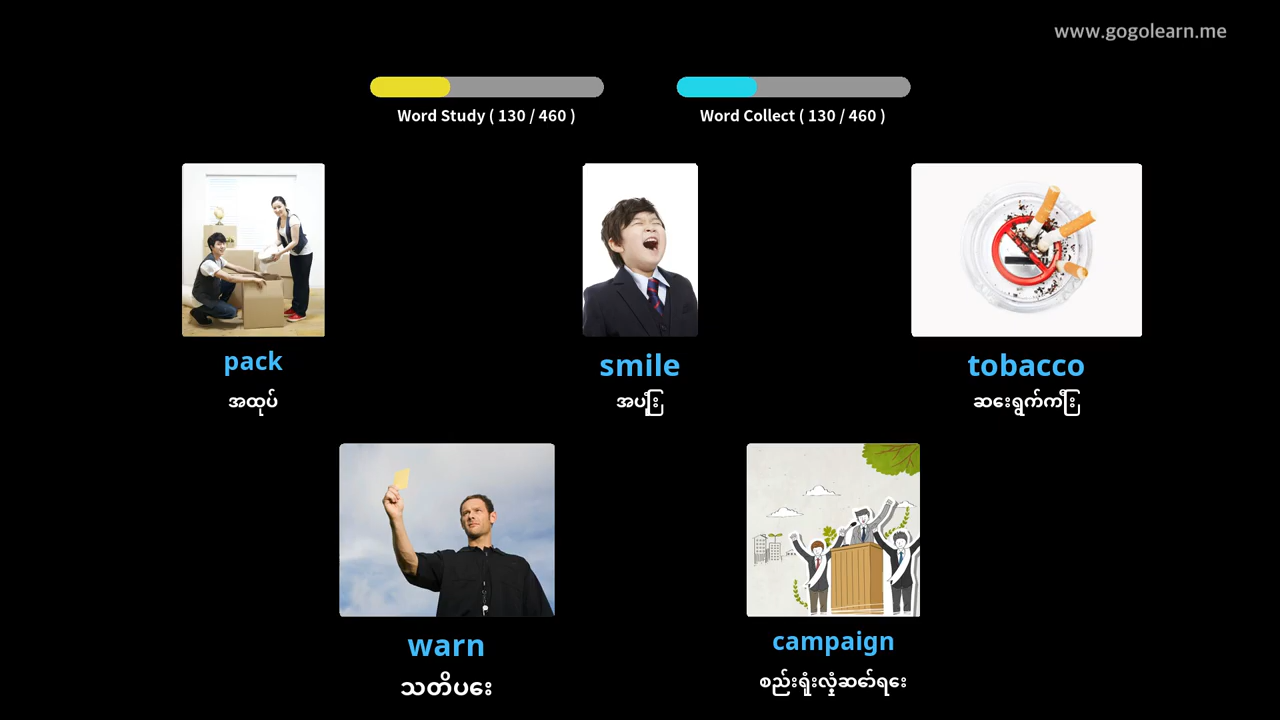 www.gogolearn.me
Word Study ( 130 / 460 )
Word Collect ( 130 / 460 )
pack
အထုပ်
smile
အပြုံး
tobacco
ဆေးရွက်ကြီး
warn
သတိပေး
campaign
စည်းရုံးလှုံ့ဆော်ရေး